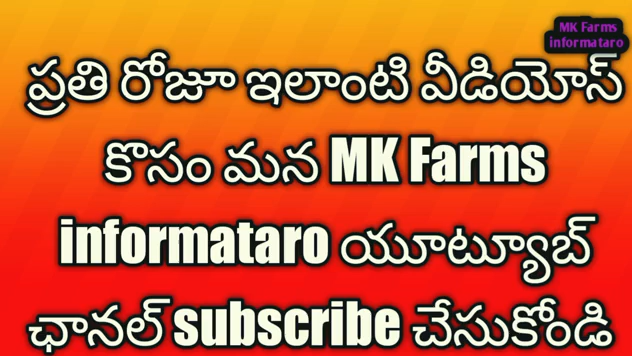 MK Farms
informataro
ప్రతి రోజూ ఇలాంటి వీడియోస్
కొసం మన MK Farms
informataro యూట్యూబ్
ఛానల్ subscribe చేసుకోండి